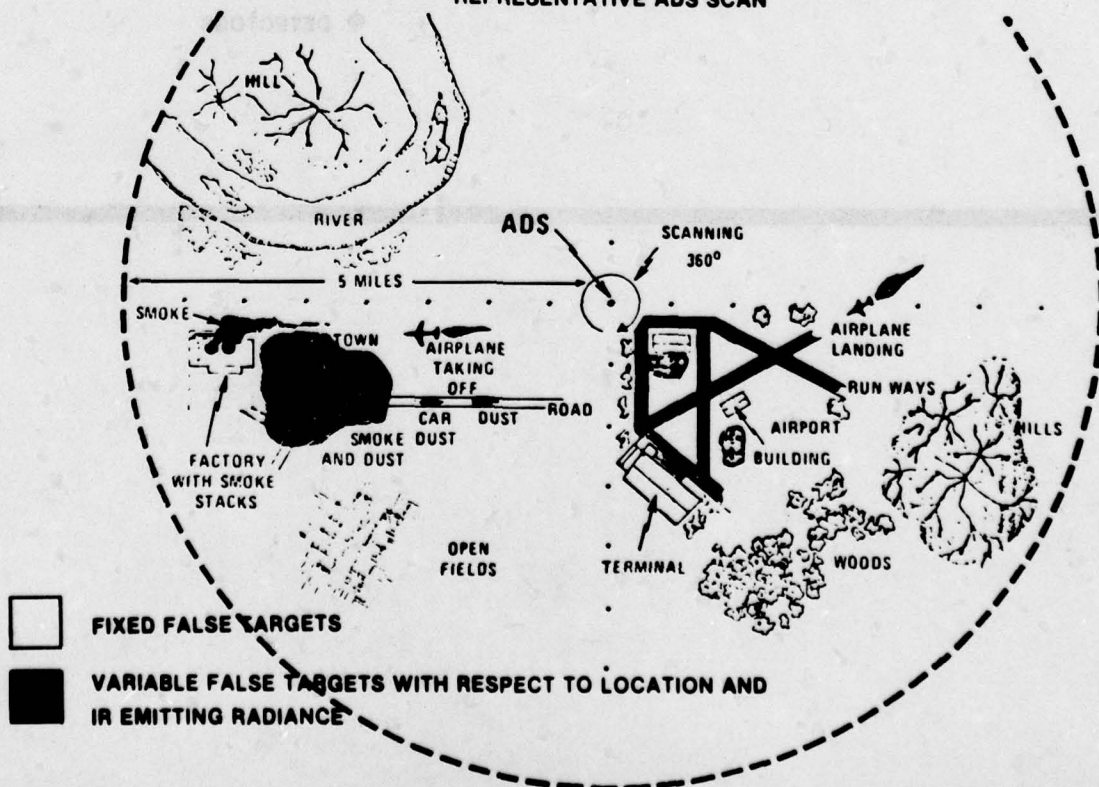 REPRESENTATIVE ADS SCAN
HILL
RIVER
ADS
SCANNING
360°
5 MILES
SMOKE
TOWN
AIRPLANE
TAKING
OFF
AIRPLANE
LANDING
RUN WAYS
CAR
DUST
ROAD
SMOKE DUST
AND DUST
FACTORY
WITH SMOKE
STACKS
AIRPORT
BUILDING
HILLS
OPEN
FIELDS
TERMINAL
WOODS
FIXED FALSE TARGETS
VARIABLE FALSE TARGETS WITH RESPECT TO LOCATION AND
IR EMITTING RADIANCE